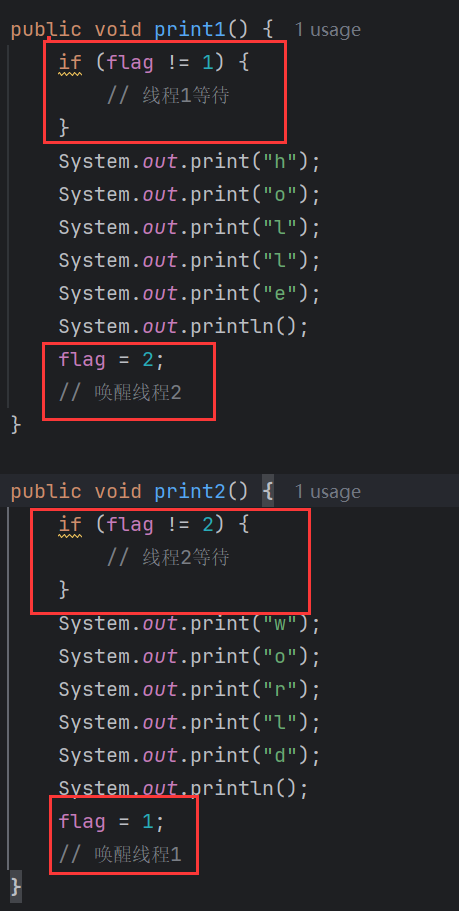 public void print1() { 1 usage
if (flag != 1) {
// 线程1等待
}
System.out.print("h");
System.out.print("o");
System.out.print("l");
System.out.print("l");
System.out.print("e");
System.out.println();
flag = 2;
// 唤醒线程2
}
public void print2() { 1 usage
if (flag != 2) {
// 线程2等待
}
System.out.print("w");
System.out.print("o");
System.out.print("r");
System.out.print("l");
System.out.print("d");
System.out.println();
flag = 1;
// 唤醒线程1
}